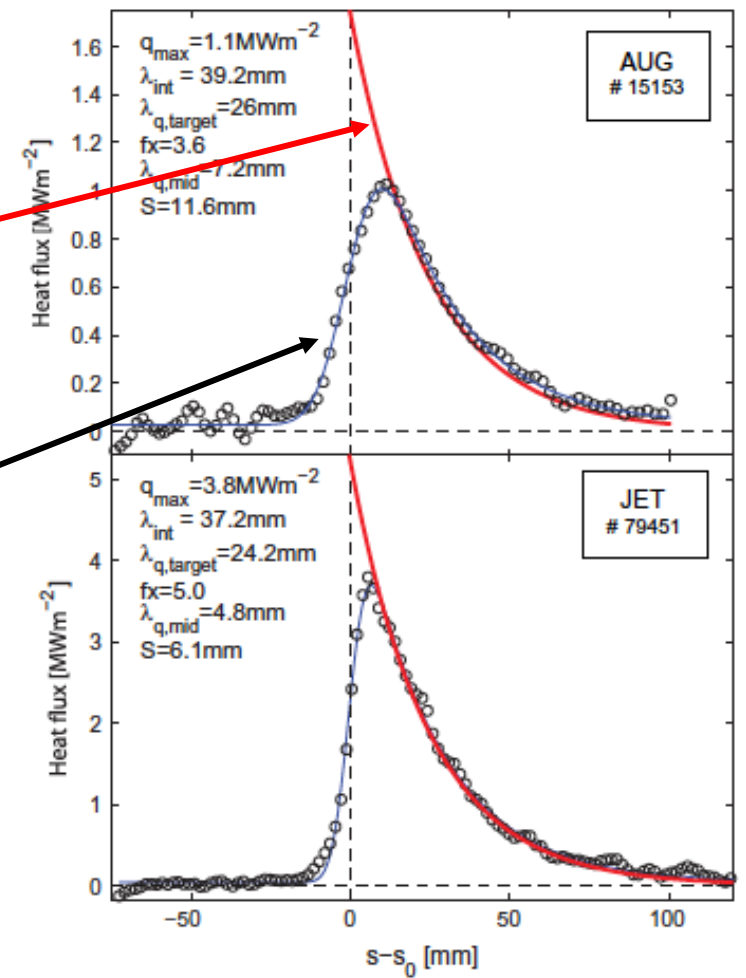 q_max=1.1MWm^−2
λ_int = 39.2mm
λ_q,target=26mm
fx=3.6
λ_q,mid=7.2mm
S=11.6mm
AUG
# 15153
Heat flux [MWm^−2]
1.6
1.4
1.2
1
0.8
0.6
0.4
0.2
0
q_max=3.8MWm^−2
λ_int = 37.2mm
λ_q,target=24.2mm
fx=5.0
λ_q,mid=4.8mm
S=6.1mm
JET
# 79451
Heat flux [MWm^−2]
5
4
3
2
1
0
−50 0 50 100
s−s_0 [mm]